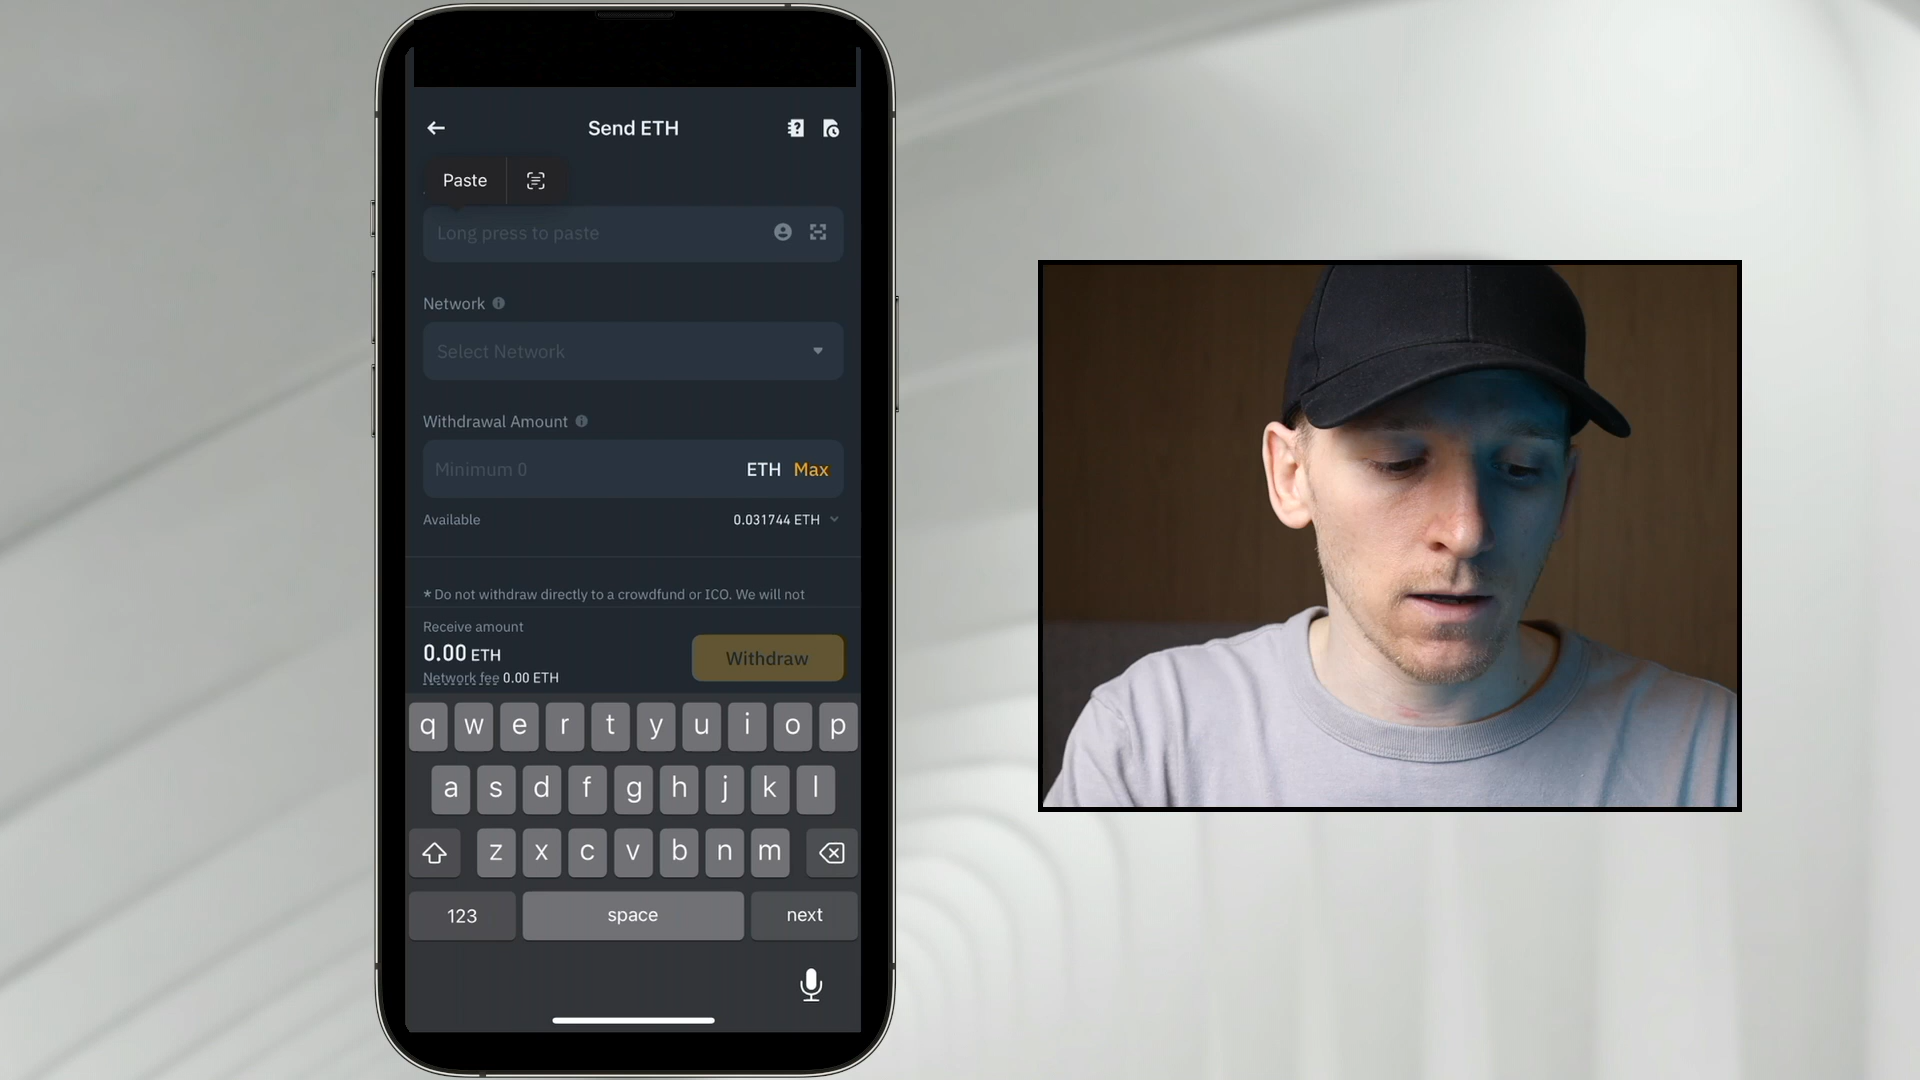 Send ETH
Paste
Long press to paste
Network
Select Network
Withdrawal Amount
Minimum 0 ETH Max
Available 0.031744 ETH
* Do not withdraw directly to a crowdfund or ICO. We will not
Receive amount
0.00 ETH
Withdraw
Network fee 0.00 ETH
q w e r t y u i o p
a s d f g h j k l
z x c v b n m
123 space next